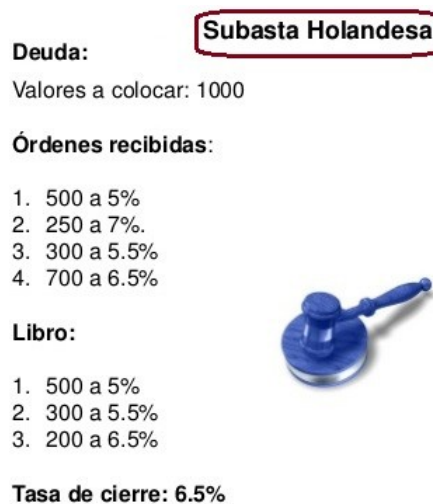 Subasta Holandesa
Deuda:
Valores a colocar: 1000
Órdenes recibidas:
1. 500 a 5%
2. 250 a 7%.
3. 300 a 5.5%
4. 700 a 6.5%
Libro:
1. 500 a 5%
2. 300 a 5.5%
3. 200 a 6.5%
Tasa de cierre: 6.5%